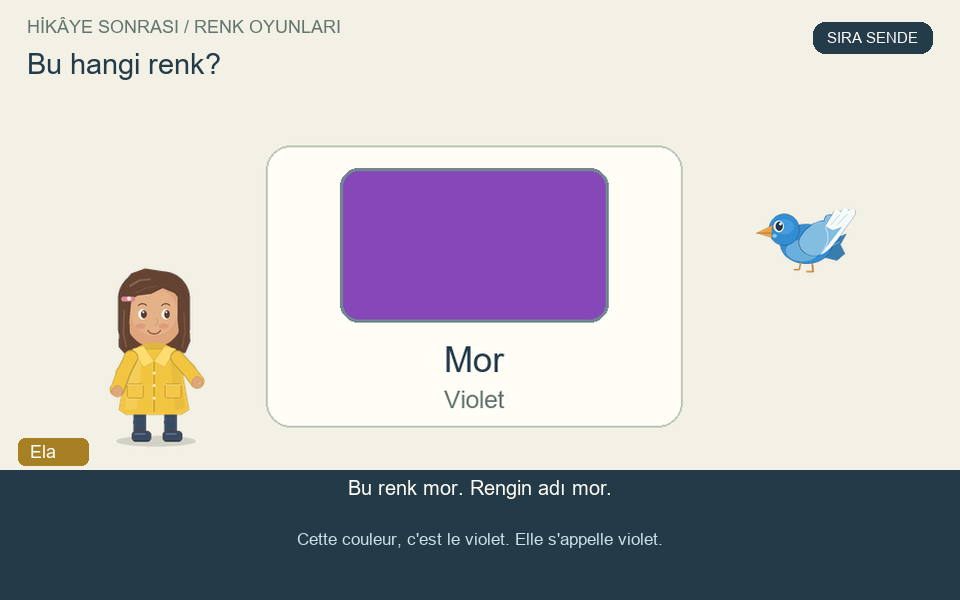 HİKÂYE SONRASI / RENK OYUNLARI
SIRA SENDE
Bu hangi renk?
Mor
Violet
Ela
Bu renk mor. Rengin adı mor.
Cette couleur, c'est le violet. Elle s'appelle violet.